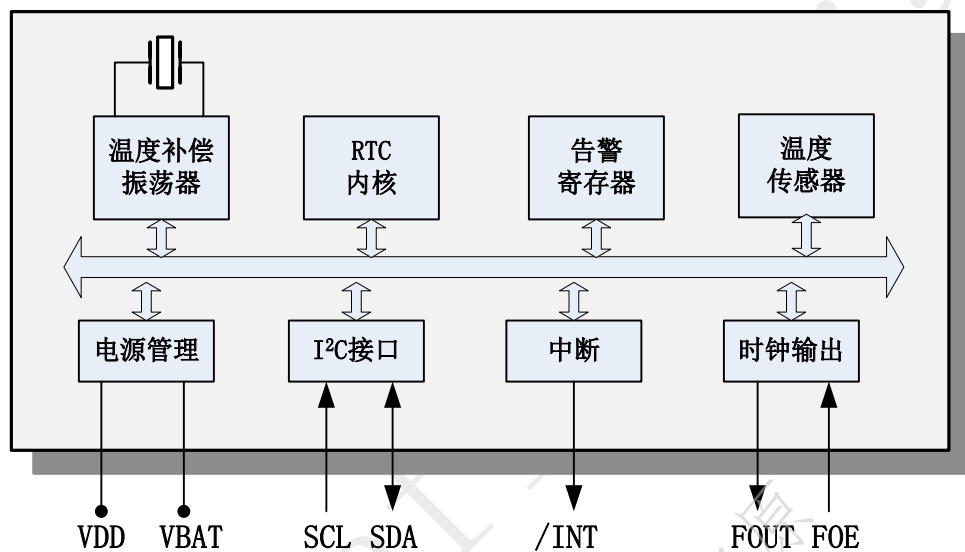 温度补偿
振荡器
RTC
内核
告警
寄存器
温度
传感器
电源管理
I²C接口
中断
时钟输出
VDD
VBAT
SCL
SDA
/INT
FOUT
FOE